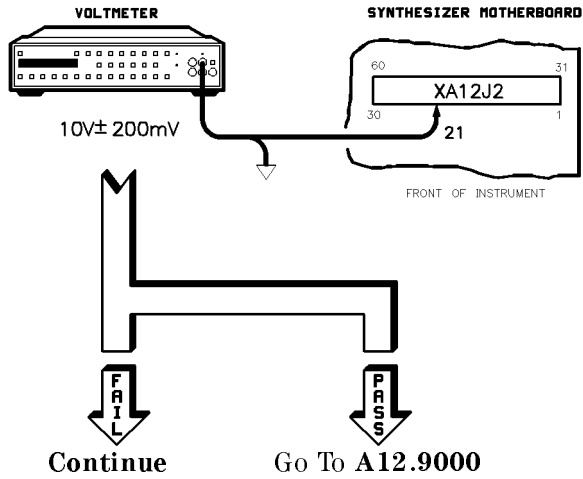 VOLTMETER
SYNTHESIZER MOTHERBOARD
60
31
XA12J2
30
1
10V± 200mV
21
FRONT OF INSTRUMENT
FAIL
PASS
Continue
Go To A12.9000